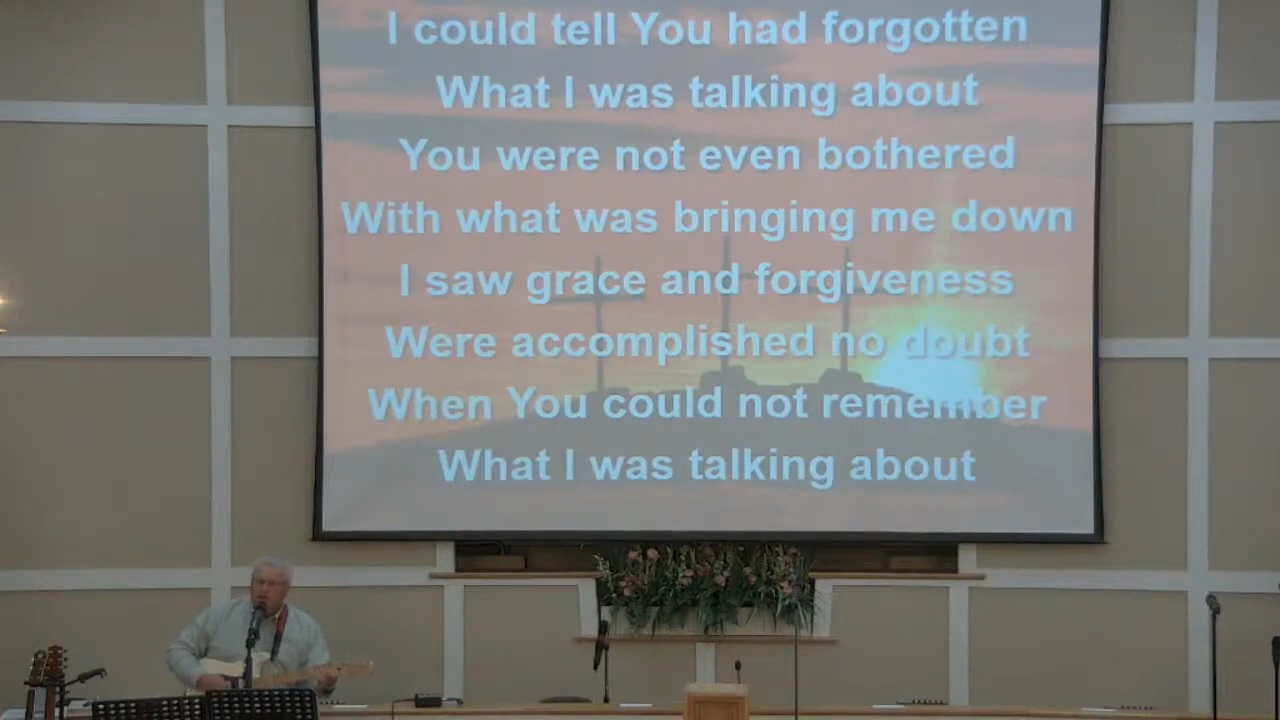 I could tell You had forgotten
What I was talking about
You were not even bothered
With what was bringing me down
I saw grace and forgiveness
Were accomplished no doubt
When You could not remember
What I was talking about